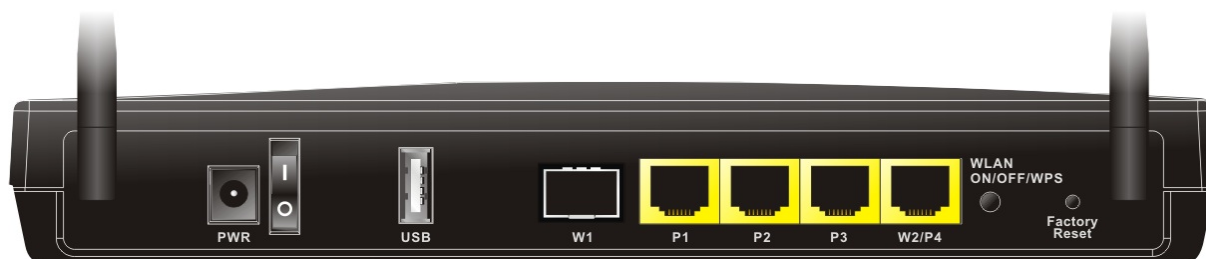 PWR
I
O
USB
W1
P1
P2
P3
W2/P4
WLAN
ON/OFF/WPS
Factory
Reset